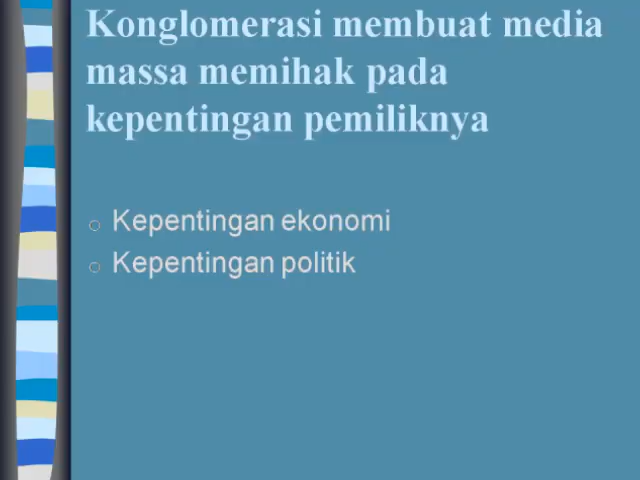 Konglomerasi membuat media
massa memihak pada
kepentingan pemiliknya
Kepentingan ekonomi
Kepentingan politik